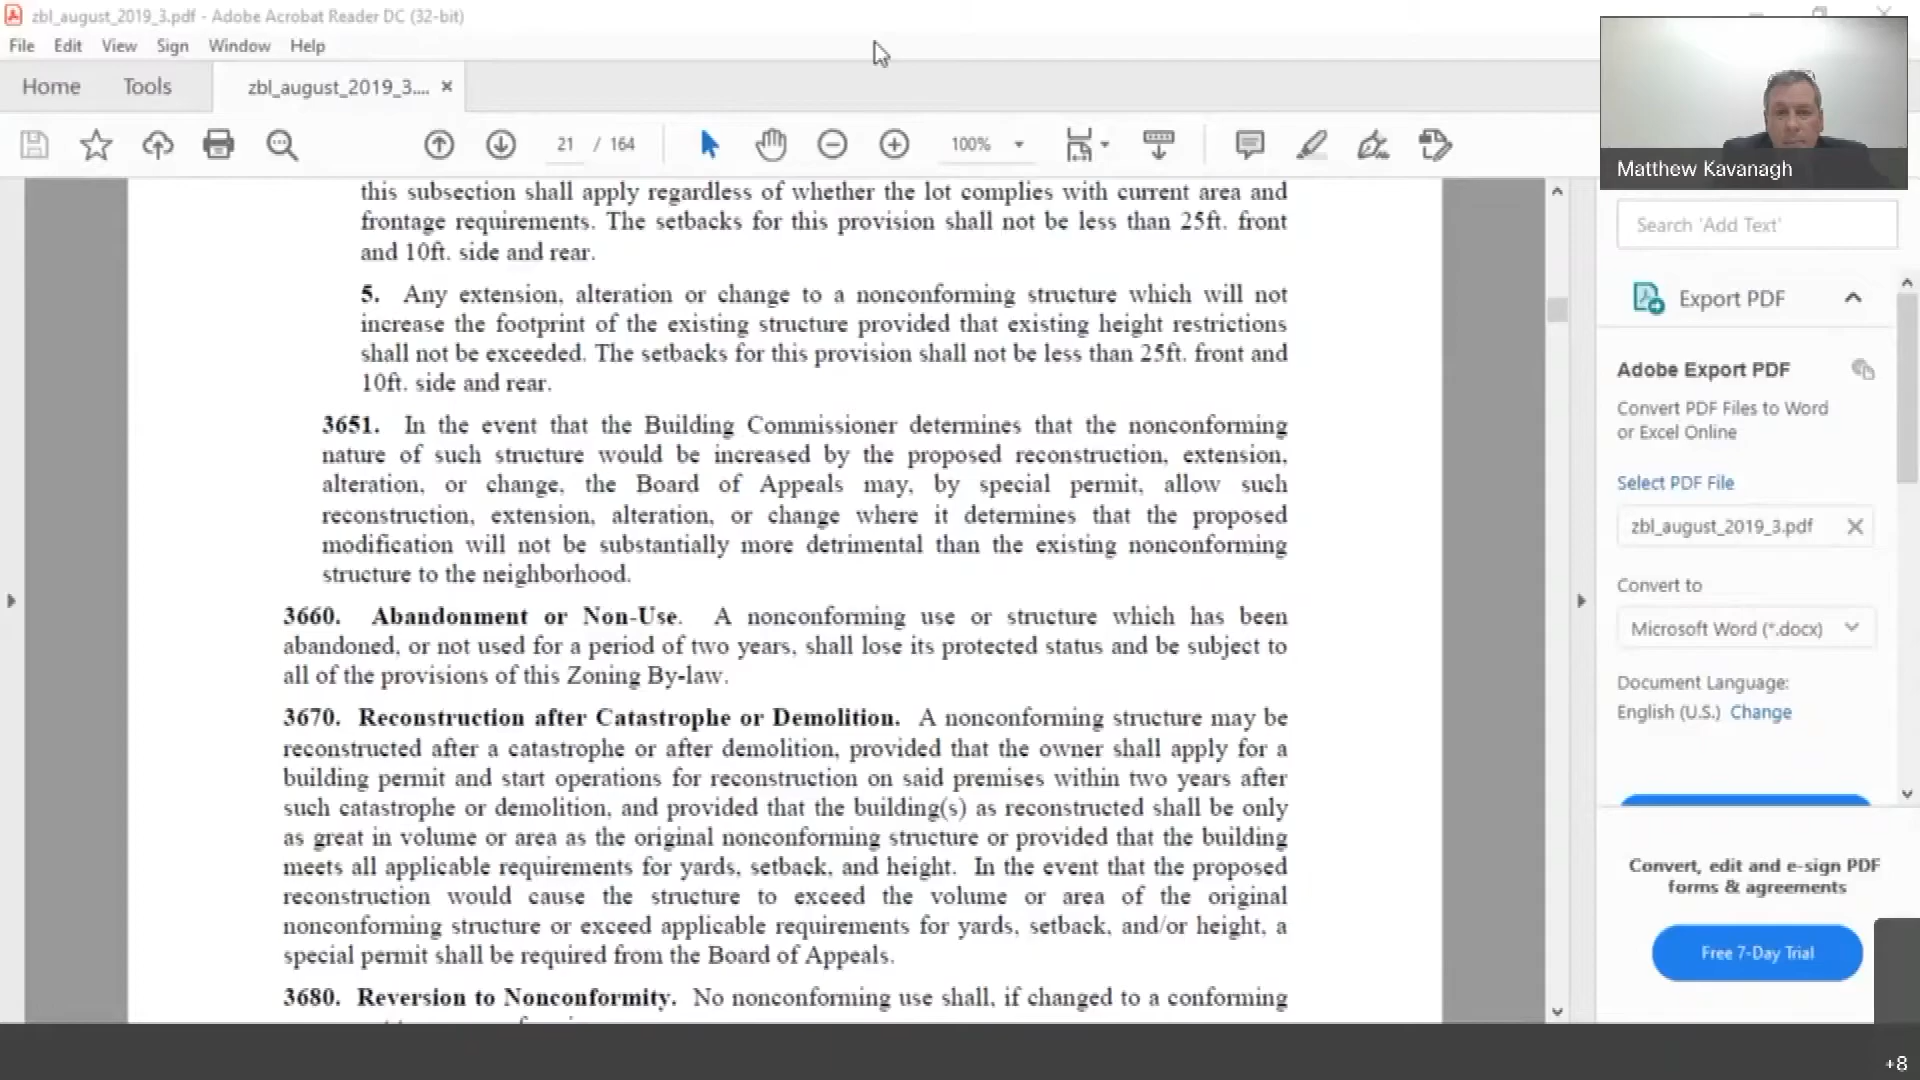 zbl_august_2019_3.pdf - Adobe Acrobat Reader DC (32-bit)
File Edit View Sign Window Help
Home Tools zbl_august_2019_3.... ×
21 / 164 100%
Matthew Kavanagh
this subsection shall apply regardless of whether the lot complies with current area and
frontage requirements. The setbacks for this provision shall not be less than 25ft. front
and 10ft. side and rear.
5. Any extension, alteration or change to a nonconforming structure which will not
increase the footprint of the existing structure provided that existing height restrictions
shall not be exceeded. The setbacks for this provision shall not be less than 25ft. front and
10ft. side and rear.
3651. In the event that the Building Commissioner determines that the nonconforming
nature of such structure would be increased by the proposed reconstruction, extension,
alteration, or change, the Board of Appeals may, by special permit, allow such
reconstruction, extension, alteration, or change where it determines that the proposed
modification will not be substantially more detrimental than the existing nonconforming
structure to the neighborhood.
3660. Abandonment or Non-Use. A nonconforming use or structure which has been
abandoned, or not used for a period of two years, shall lose its protected status and be subject to
all of the provisions of this Zoning By-law.
3670. Reconstruction after Catastrophe or Demolition. A nonconforming structure may be
reconstructed after a catastrophe or after demolition, provided that the owner shall apply for a
building permit and start operations for reconstruction on said premises within two years after
such catastrophe or demolition, and provided that the building(s) as reconstructed shall be only
as great in volume or area as the original nonconforming structure or provided that the building
meets all applicable requirements for yards, setback, and height. In the event that the proposed
reconstruction would cause the structure to exceed the volume or area of the original
nonconforming structure or exceed applicable requirements for yards, setback, and/or height, a
special permit shall be required from the Board of Appeals.
3680. Reversion to Nonconformity. No nonconforming use shall, if changed to a conforming
Search 'Add Text'
Export PDF
Adobe Export PDF
Convert PDF Files to Word
or Excel Online
Select PDF File
zbl_august_2019_3.pdf
Convert to
Microsoft Word (*.docx)
Document Language:
English (U.S.) Change
Convert, edit and e-sign PDF
forms & agreements
Free 7-Day Trial
+8